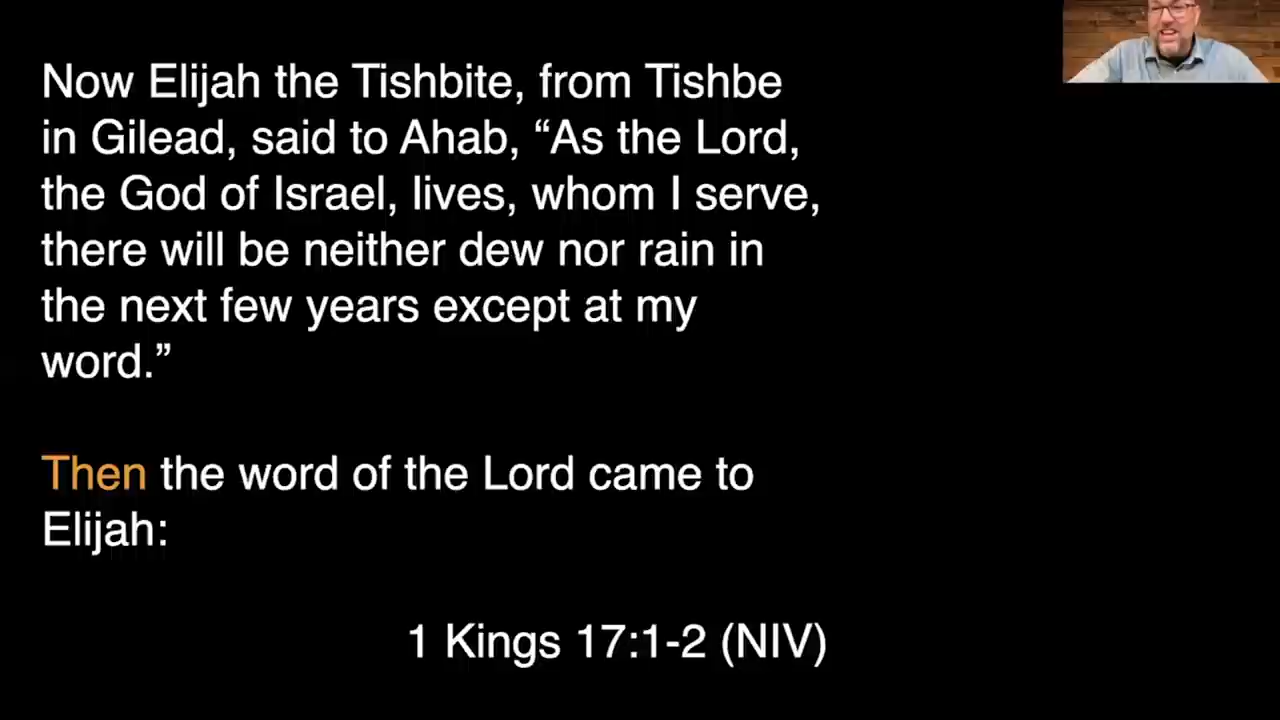 Now Elijah the Tishbite, from Tishbe
in Gilead, said to Ahab, “As the Lord,
the God of Israel, lives, whom I serve,
there will be neither dew nor rain in
the next few years except at my
word.”
Then the word of the Lord came to
Elijah:
1 Kings 17:1-2 (NIV)